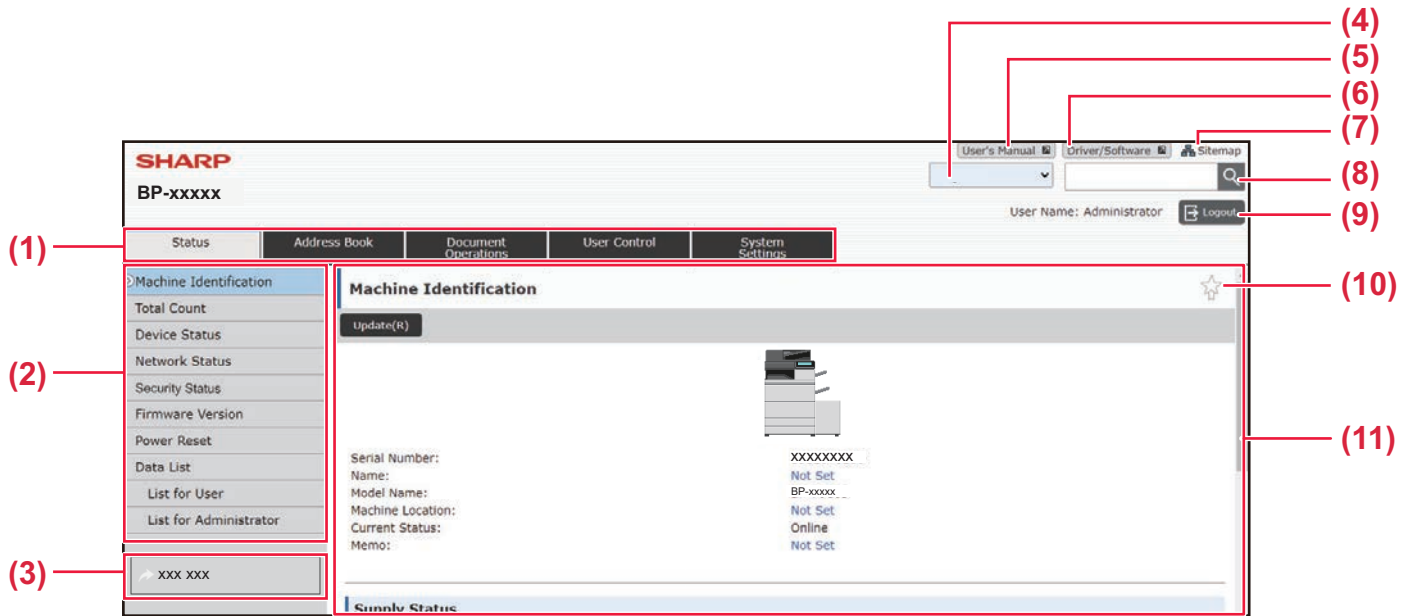 (4)
(5)
(6)
(7)
User's Manual Driver/Software Sitemap
SHARP
(8)
BP-xxxxx
User Name: Administrator Logout
(9)
(1)
Status Address Book Document Operations User Control System Settings
(2)
Machine Identification
Total Count
Device Status
Network Status
Security Status
Firmware Version
Power Reset
Data List
List for User
List for Administrator
(3)
xxx xxx
Machine Identification
(10)
Update(R)
(11)
Serial Number: XXXXXXXX
Name: Not Set
Model Name: BP-xxxxx
Machine Location: Not Set
Current Status: Online
Memo: Not Set
Supply Status